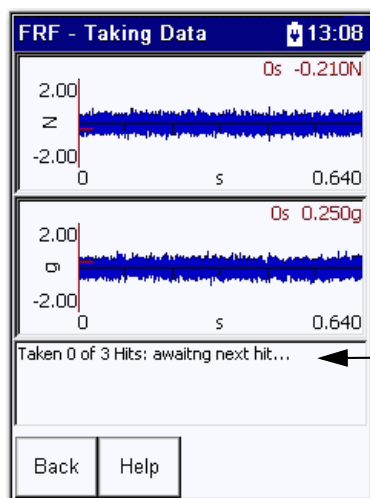 FRF - Taking Data 13:08
0s -0.210N
2.00
N
-2.00
0 s 0.640
0s 0.250g
2.00
g
-2.00
0 s 0.640
Taken 0 of 3 Hits: awaitng next hit...
Back Help